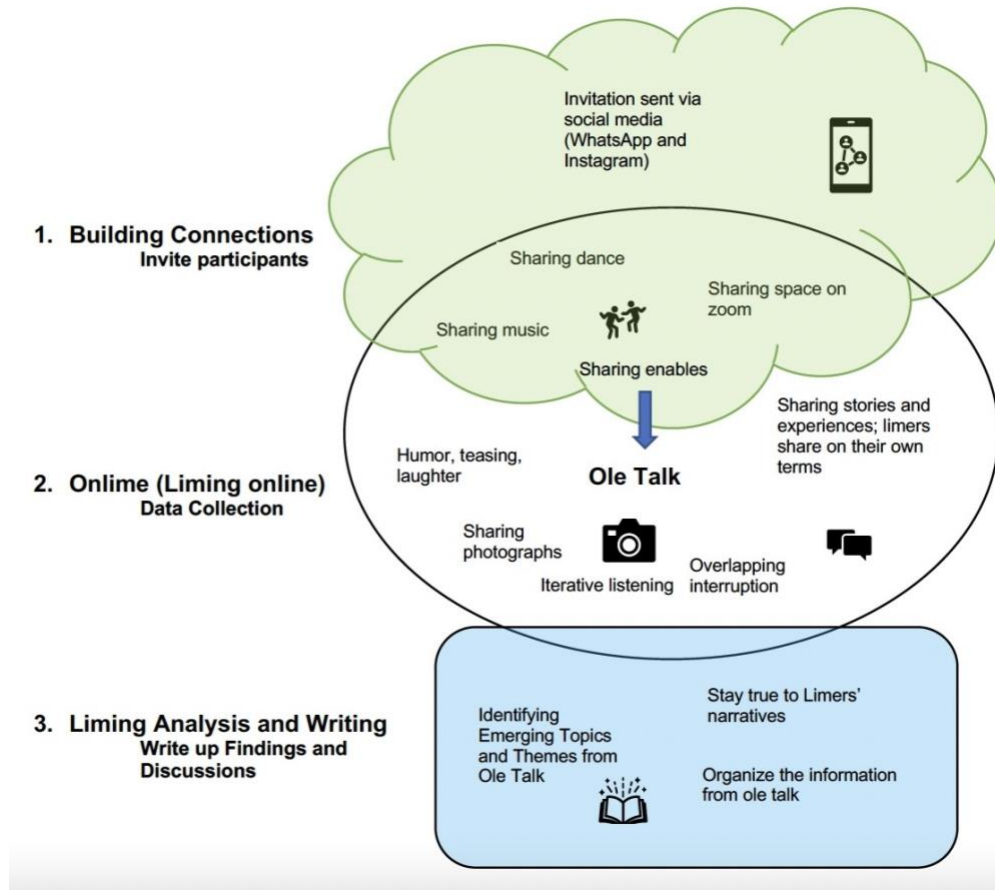 Invitation sent via
social media
(WhatsApp and
Instagram)
1. Building Connections
Invite participants
Sharing dance
Sharing space on
zoom
Sharing music
Sharing enables
Sharing stories and
experiences; limers
share on their own
terms
Humor, teasing,
laughter
Ole Talk
2. Onlime (Liming online)
Data Collection
Sharing
photographs
Iterative listening
Overlapping
interruption
3. Liming Analysis and Writing
Write up Findings and
Discussions
Identifying
Emerging Topics
and Themes from
Ole Talk
Stay true to Limers’
narratives
Organize the information
from ole talk